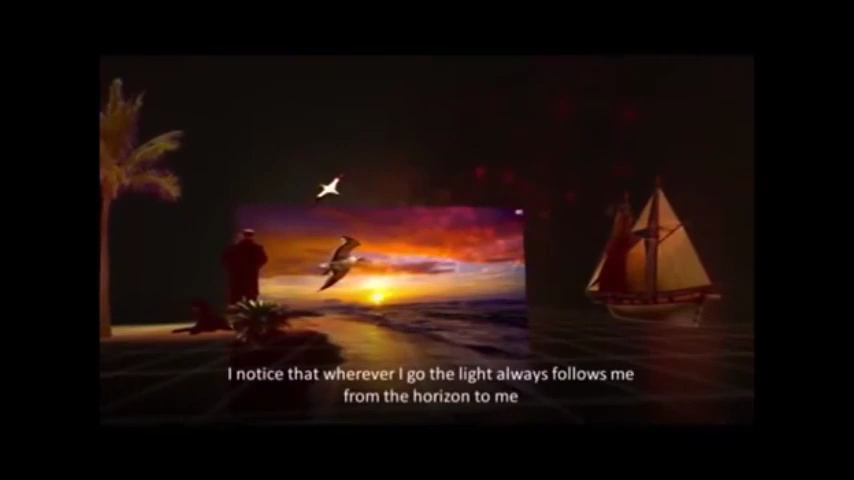 I notice that wherever I go the light always follows me
from the horizon to me